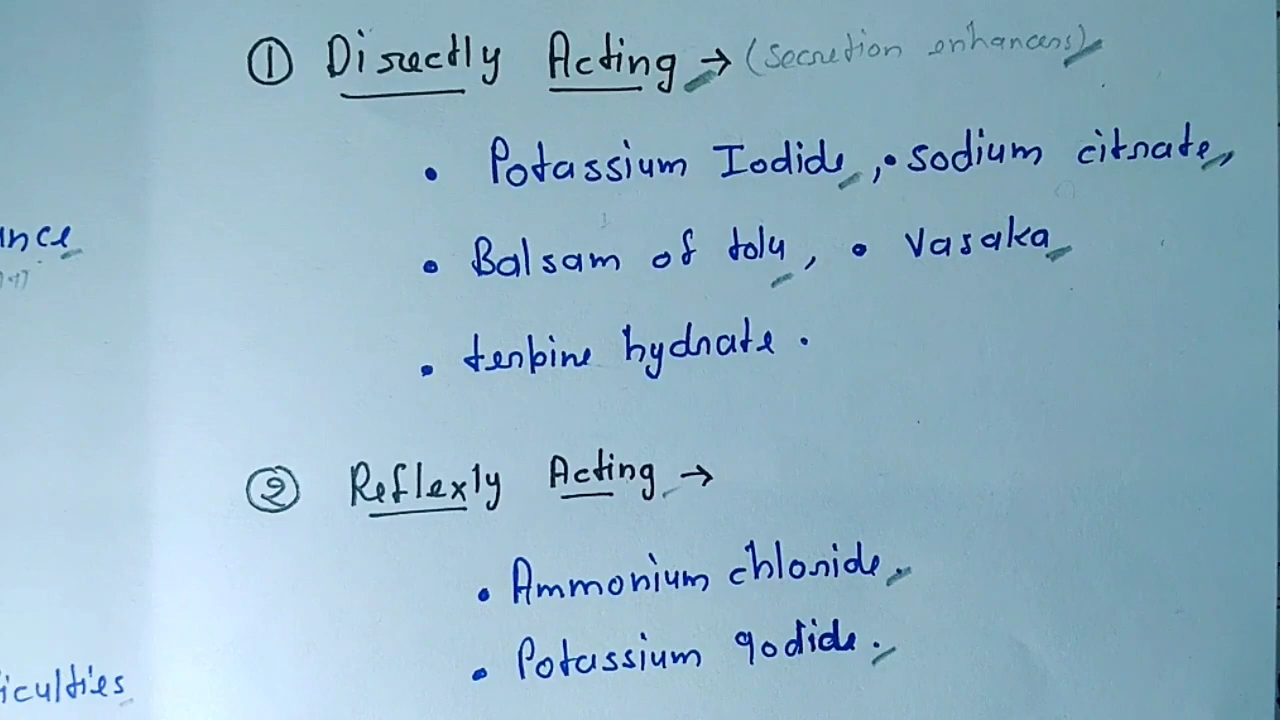 ① Directly Acting → (secretion enhancers)
• Potassium Iodide, • sodium citrate,
ance
• Balsam of tolu, • Vasaka
• terpine hydrate.
② Reflexly Acting →
• Ammonium chloride.
• Potassium iodide.
iculties